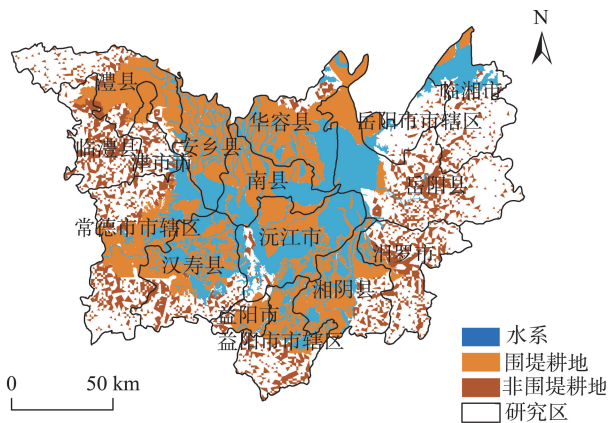 N
澧县
临湘市
华容县
岳阳市市辖区
安乡县
临澧县
津市市
南县
岳阳县
常德市市辖区
沅江市
汨罗市
汉寿县
湘阴县
益阳市
益阳市市辖区
水系
围堤耕地
非围堤耕地
研究区
0 50 km